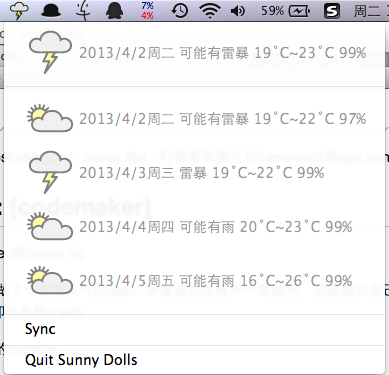 7%
4%
59%
周二
2013/4/2周二 可能有雷暴 19˚C~23˚C 99%
2013/4/2周二 可能有雷暴 19˚C~22˚C 97%
2013/4/3周三 雷暴 19˚C~22˚C 99%
[codemaker]
2013/4/4周四 可能有雨 20˚C~23˚C 99%
2013/4/5周五 可能有雨 16˚C~26˚C 99%
Sync
Quit Sunny Dolls